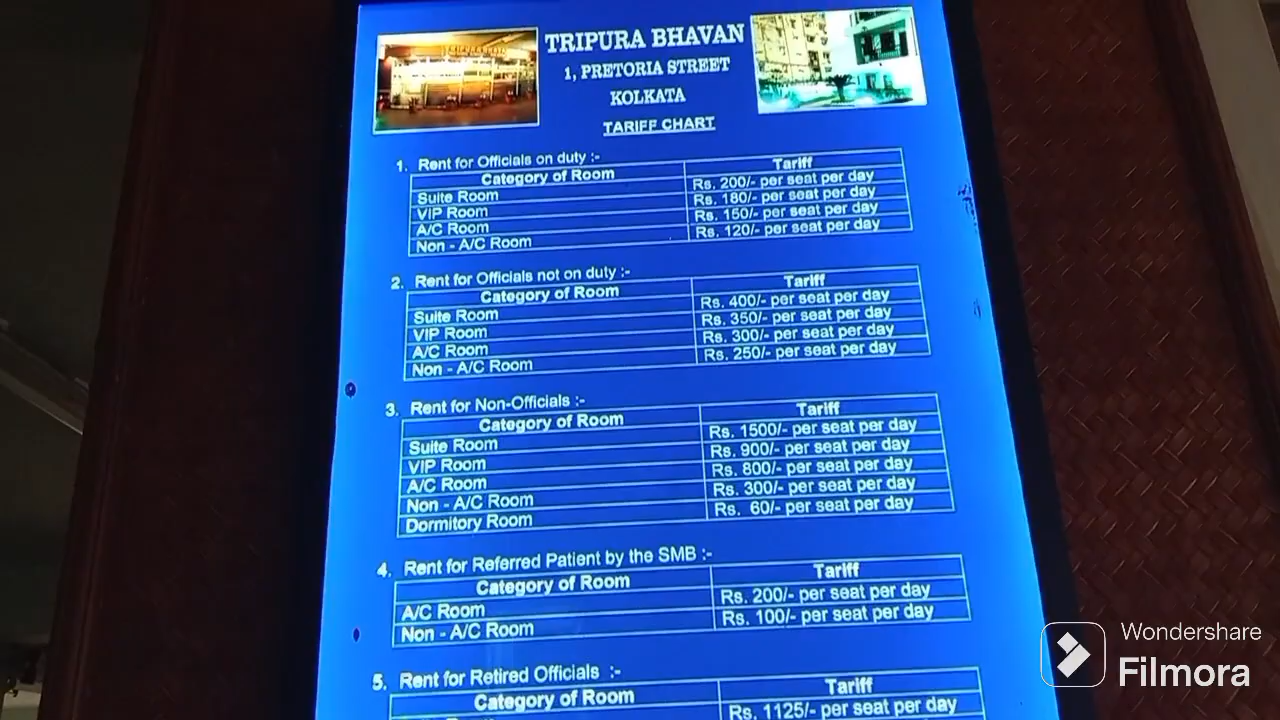 TRIPURA BHAVAN
1, PRETORIA STREET
KOLKATA
TARIFF CHART
1. Rent for Officials on duty :-
Category of Room Tariff
Suite Room Rs. 200/- per seat per day
VIP Room Rs. 180/- per seat per day
A/C Room Rs. 150/- per seat per day
Non - A/C Room Rs. 120/- per seat per day
2. Rent for Officials not on duty :-
Category of Room Tariff
Suite Room Rs. 400/- per seat per day
VIP Room Rs. 350/- per seat per day
A/C Room Rs. 300/- per seat per day
Non - A/C Room Rs. 250/- per seat per day
3. Rent for Non-Officials :-
Category of Room Tariff
Suite Room Rs. 1500/- per seat per day
VIP Room Rs. 900/- per seat per day
A/C Room Rs. 800/- per seat per day
Non - A/C Room Rs. 300/- per seat per day
Dormitory Room Rs. 60/- per seat per day
4. Rent for Referred Patient by the SMB :-
Category of Room Tariff
A/C Room Rs. 200/- per seat per day
Non - A/C Room Rs. 100/- per seat per day
5. Rent for Retired Officials :-
Category of Room Tariff
Rs. 1125/- per seat per day
Wondershare
Filmora